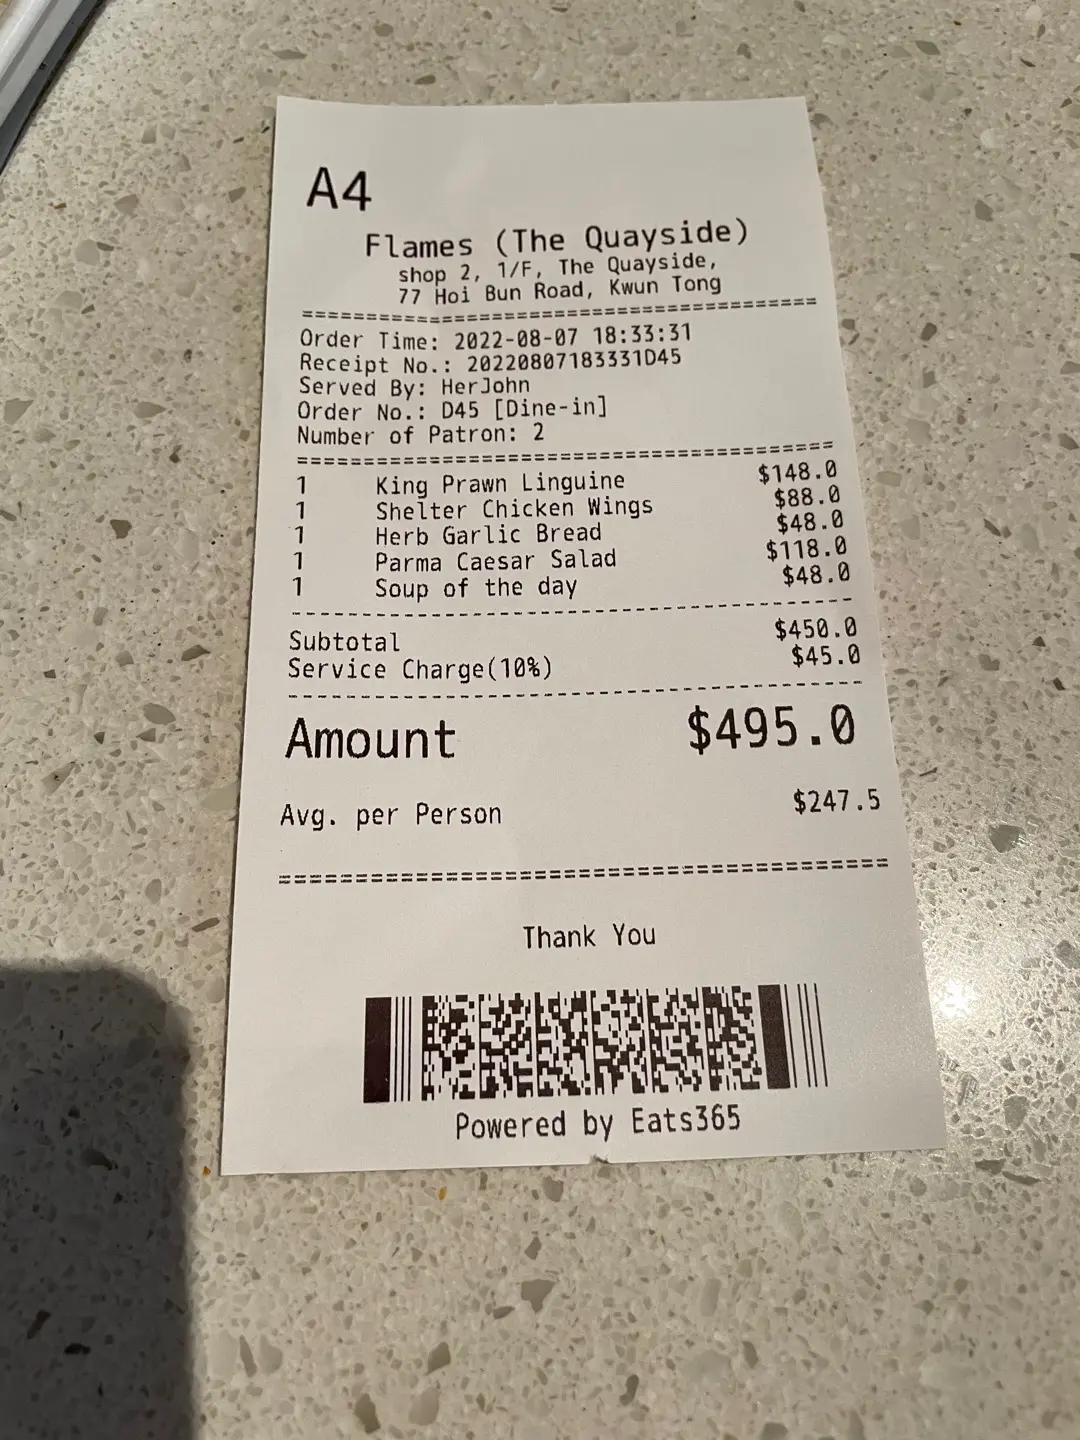 A4
Flames (The Quayside)
shop 2, 1/F, The Quayside,
77 Hoi Bun Road, Kwun Tong
========================================
Order Time: 2022-08-07 18:33:31
Receipt No.: 20220807183331D45
Served By: HerJohn
Order No.: D45 [Dine-in]
Number of Patron: 2
========================================
1 King Prawn Linguine $148.0
1 Shelter Chicken Wings $88.0
1 Herb Garlic Bread $48.0
1 Parma Caesar Salad $118.0
1 Soup of the day $48.0
----------------------------------------
Subtotal $450.0
Service Charge(10%) $45.0
----------------------------------------
Amount $495.0
Avg. per Person $247.5
========================================
Thank You
Powered by Eats365